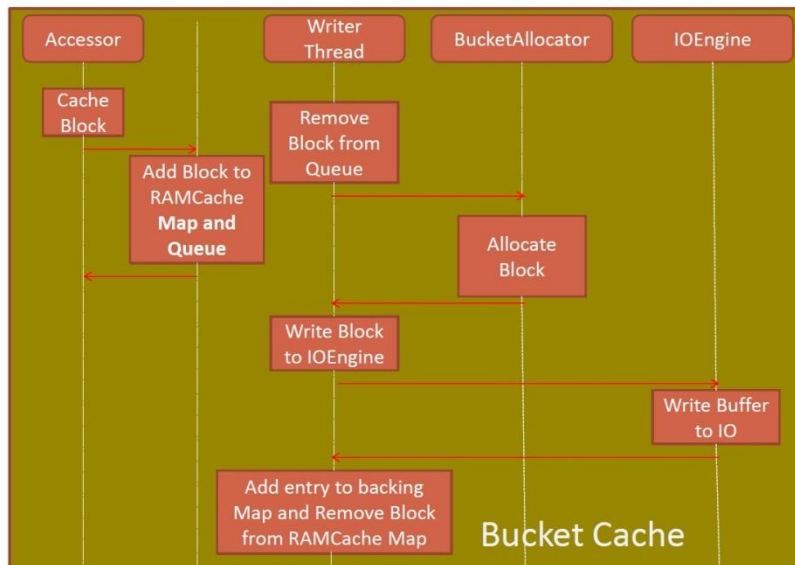 Accessor
Writer
Thread
BucketAllocator
IOEngine
Cache
Block
Remove
Block from
Queue
Add Block to
RAMCache
Map and
Queue
Allocate
Block
Write Block
to IOEngine
Write Buffer
to IO
Add entry to backing
Map and Remove Block
from RAMCache Map
Bucket Cache